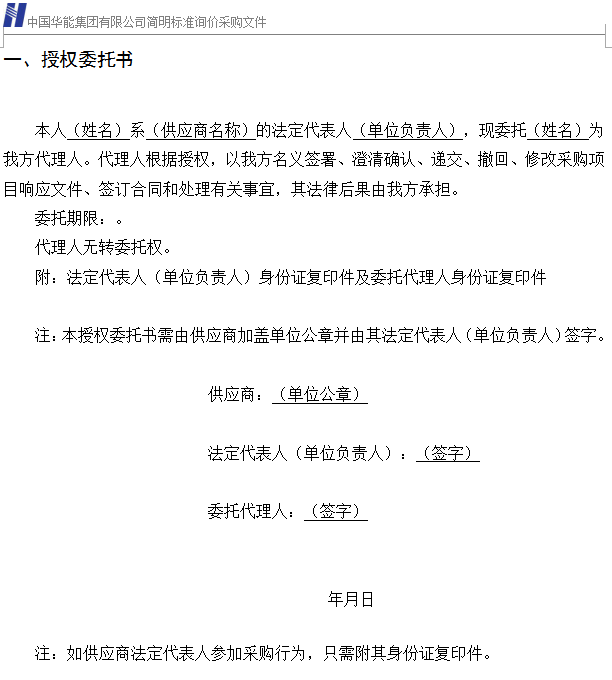 中国华能集团有限公司简明标准询价采购文件
一、授权委托书
本人（姓名）系（供应商名称）的法定代表人（单位负责人），现委托（姓名）为
我方代理人。代理人根据授权，以我方名义签署、澄清确认、递交、撤回、修改采购项
目响应文件、签订合同和处理有关事宜，其法律后果由我方承担。
委托期限：。
代理人无转委托权。
附：法定代表人（单位负责人）身份证复印件及委托代理人身份证复印件
注：本授权委托书需由供应商加盖单位公章并由其法定代表人（单位负责人）签字。
供应商：（单位公章）
法定代表人（单位负责人）：（签字）
委托代理人：（签字）
年月日
注：如供应商法定代表人参加采购行为，只需附其身份证复印件。